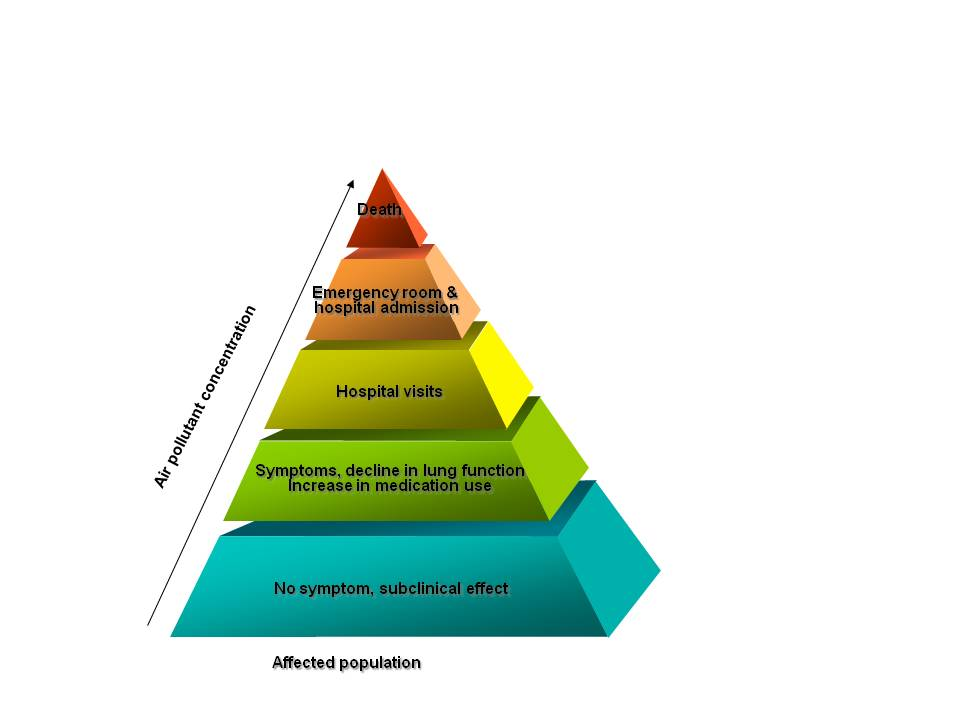 Death
Emergency room &
hospital admission
Hospital visits
Symptoms, decline in lung function
Increase in medication use
No symptom, subclinical effect
Air pollutant concentration
Affected population